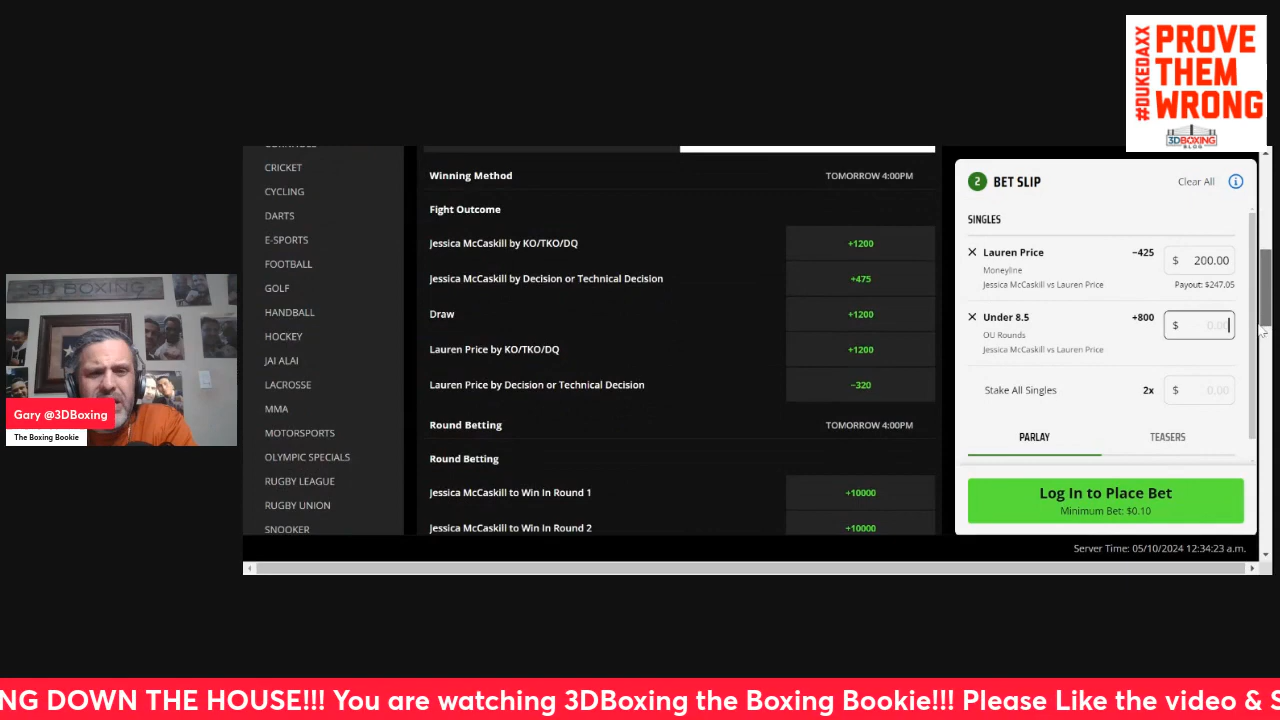 #DUKEDAXX
PROVE
THEM
WRONG
3DBOXING
BLOG
CRICKET
CYCLING
DARTS
E-SPORTS
FOOTBALL
GOLF
HANDBALL
HOCKEY
JAI ALAI
LACROSSE
MMA
MOTORSPORTS
OLYMPIC SPECIALS
RUGBY LEAGUE
RUGBY UNION
SNOOKER
Winning Method TOMORROW 4:00PM
Fight Outcome
Jessica McCaskill by KO/TKO/DQ +1200
Jessica McCaskill by Decision or Technical Decision +475
Draw +1200
Lauren Price by KO/TKO/DQ +1200
Lauren Price by Decision or Technical Decision −320
Round Betting TOMORROW 4:00PM
Round Betting
Jessica McCaskill to Win In Round 1 +10000
Jessica McCaskill to Win In Round 2 +10000
2 BET SLIP Clear All i
SINGLES
Lauren Price −425 $ 200.00
Moneyline
Jessica McCaskill vs Lauren Price Payout: $247.05
Under 8.5 +800 $ 0.00
OU Rounds
Jessica McCaskill vs Lauren Price
Stake All Singles 2x $ 0.00
PARLAY TEASERS
Log In to Place Bet
Minimum Bet: $0.10
Server Time: 05/10/2024 12:34:23 a.m.
3D BOXING
Gary @3DBoxing
The Boxing Bookie
NG DOWN THE HOUSE!!! You are watching 3DBoxing the Boxing Bookie!!! Please Like the video & S